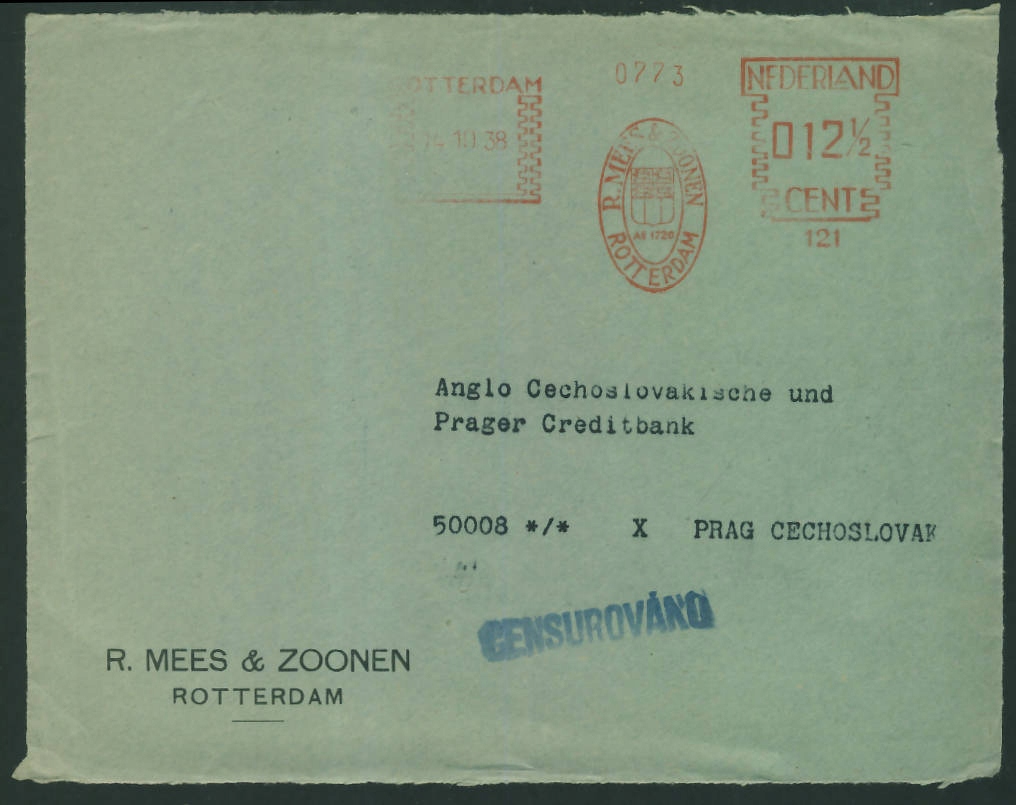 ROTTERDAM
14 10 38
0773
R. MEES & ZOONEN
Aº 1720
ROTTERDAM
NEDERLAND
012½
CENT
121
Anglo Cechoslovakische und
Prager Creditbank
50008 */* X PRAG CECHOSLOVAK
CENSUROVÁNO
R. MEES & ZOONEN
ROTTERDAM